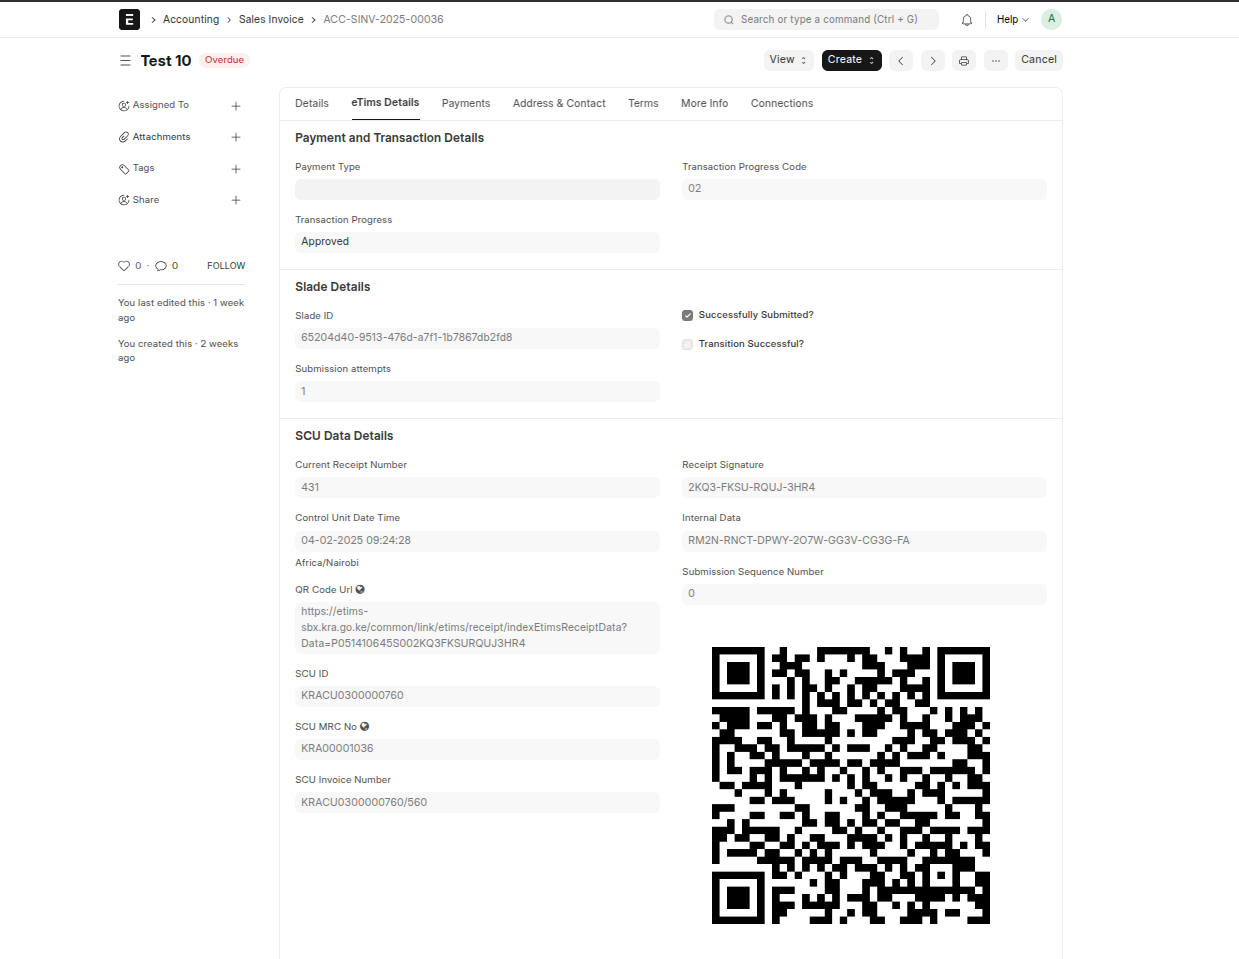 E
Accounting
Sales Invoice
ACC-SINV-2025-00036
Search or type a command (Ctrl + G)
Help
A
Test 10
Overdue
View
Create
Cancel
Assigned To
Attachments
Tags
Share
0 · 0
FOLLOW
You last edited this · 1 week
ago
You created this · 2 weeks
ago
Details
eTims Details
Payments
Address & Contact
Terms
More Info
Connections
Payment and Transaction Details
Payment Type
Transaction Progress Code
02
Transaction Progress
Approved
Slade Details
Slade ID
65204d40-9513-476d-a7f1-1b7867db2fd8
Successfully Submitted?
Transition Successful?
Submission attempts
1
SCU Data Details
Current Receipt Number
431
Receipt Signature
2KQ3-FKSU-RQUJ-3HR4
Control Unit Date Time
04-02-2025 09:24:28
Africa/Nairobi
Internal Data
RM2N-RNCT-DPWY-2O7W-GG3V-CG3G-FA
Submission Sequence Number
0
QR Code Url
https://etims-
sbx.kra.go.ke/common/link/etims/receipt/indexEtimsReceiptData?
Data=P051410645S002KQ3FKSURQUJ3HR4
SCU ID
KRACU0300000760
SCU MRC No
KRA00001036
SCU Invoice Number
KRACU0300000760/560